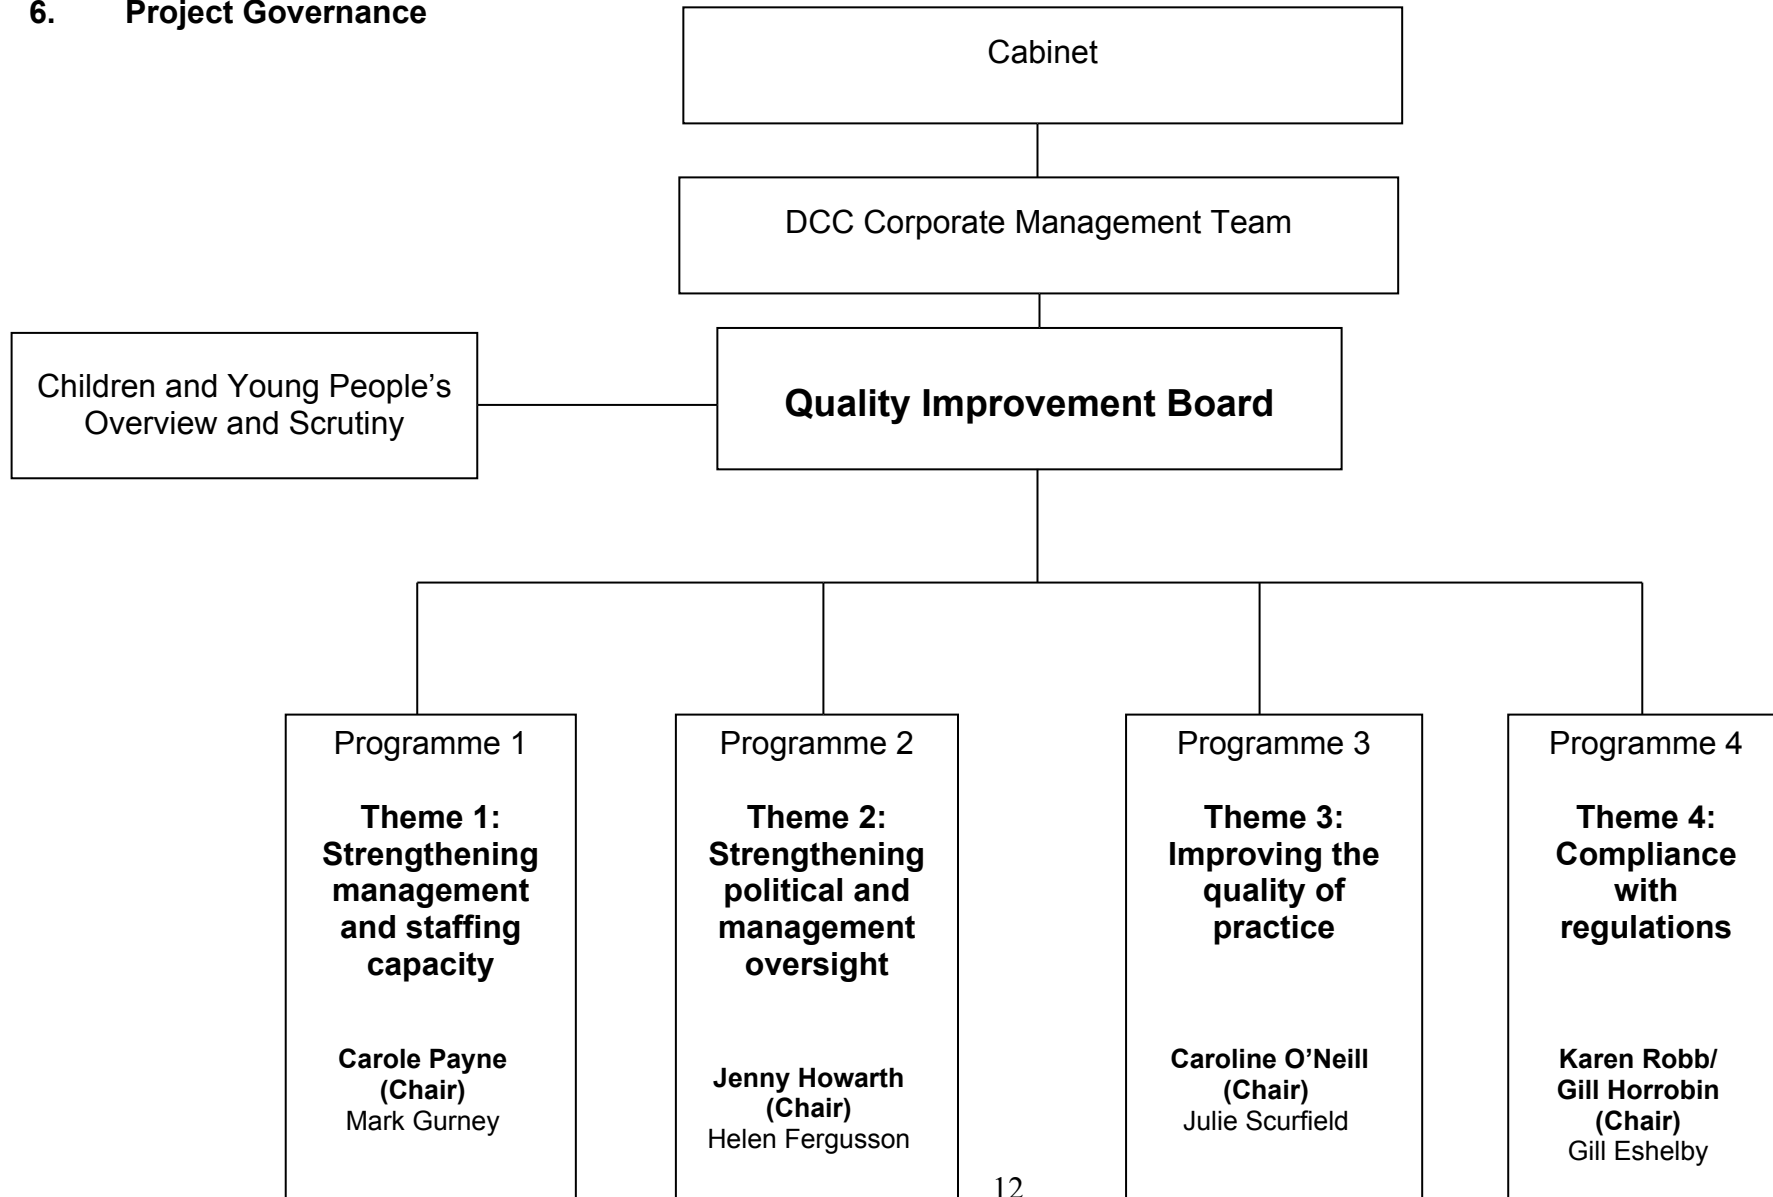 6. Project Governance
Cabinet
DCC Corporate Management Team
Children and Young People’s
Overview and Scrutiny
Quality Improvement Board
Programme 1
Theme 1:
Strengthening
management
and staffing
capacity
Carole Payne
(Chair)
Mark Gurney
Programme 2
Theme 2:
Strengthening
political and
management
oversight
Jenny Howarth
(Chair)
Helen Fergusson
Programme 3
Theme 3:
Improving the
quality of
practice
Caroline O’Neill
(Chair)
Julie Scurfield
Programme 4
Theme 4:
Compliance
with
regulations
Karen Robb/
Gill Horrobin
(Chair)
Gill Eshelby
12